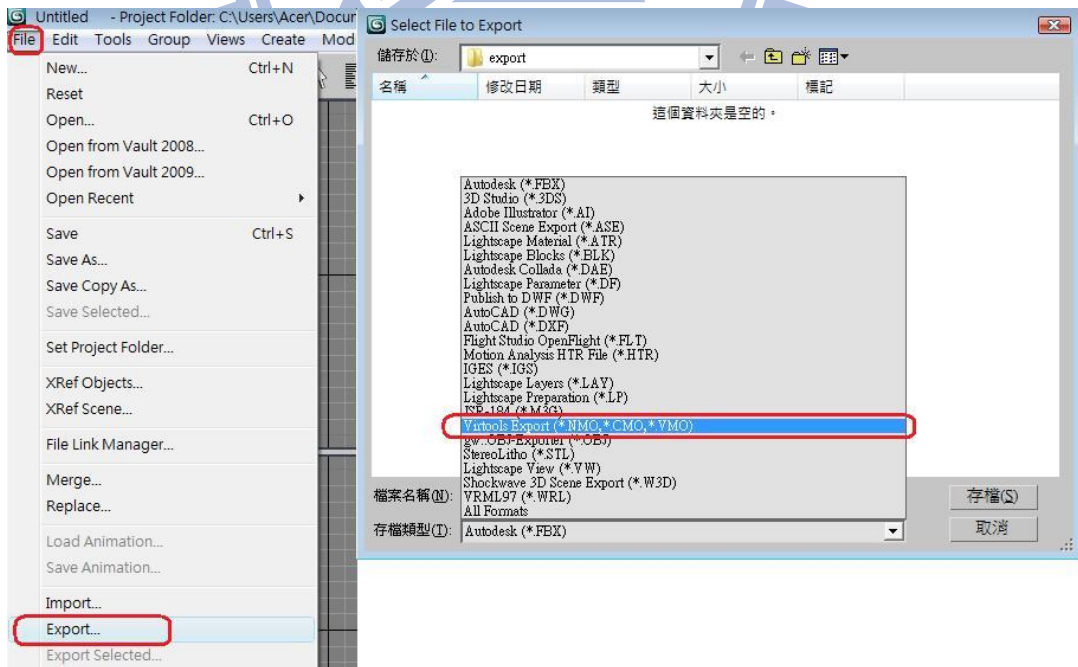 Untitled - Project Folder: C:\Users\Acer\Docur
File Edit Tools Group Views Create Mod
New... Ctrl+N
Reset
Open... Ctrl+O
Open from Vault 2008...
Open from Vault 2009...
Open Recent
Save Ctrl+S
Save As...
Save Copy As...
Save Selected...
Set Project Folder...
XRef Objects...
XRef Scene...
File Link Manager...
Merge...
Replace...
Load Animation...
Save Animation...
Import...
Export...
Export Selected...
Select File to Export
儲存於(I): export
名稱 修改日期 類型 大小 標記
這個資料夾是空的。
Autodesk (*.FBX)
3D Studio (*.3DS)
Adobe Illustrator (*.AI)
ASCII Scene Export (*.ASE)
Lightscape Material (*.ATR)
Lightscape Blocks (*.BLK)
Autodesk Collada (*.DAE)
Lightscape Parameter (*.DF)
Publish to DWF (*.DWF)
AutoCAD (*.DWG)
AutoCAD (*.DXF)
Flight Studio OpenFlight (*.FLT)
Motion Analysis HTR File (*.HTR)
IGES (*.IGS)
Lightscape Layers (*.LAY)
Lightscape Preparation (*.LP)
JSR-184 (*.M3G)
Virtools Export (*.NMO,*.CMO,*.VMO)
gw::OBJ-Exporter (*.OBJ)
StereoLitho (*.STL)
Lightscape View (*.VW)
Shockwave 3D Scene Export (*.W3D)
VRML97 (*.WRL)
All Formats
檔案名稱(N): 存檔(S)
存檔類型(T): Autodesk (*.FBX) 取消